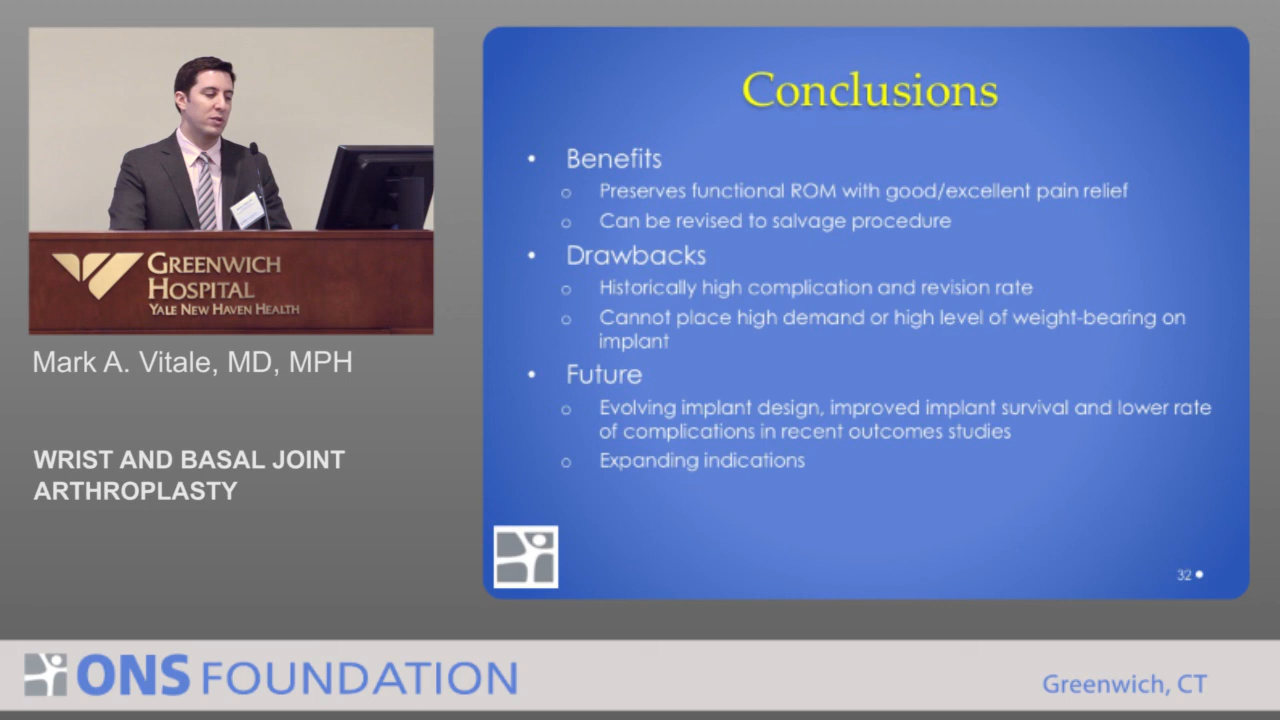 GREENWICH
HOSPITAL
YALE NEW HAVEN HEALTH
Mark A. Vitale, MD, MPH
WRIST AND BASAL JOINT
ARTHROPLASTY
Conclusions
• Benefits
o Preserves functional ROM with good/excellent pain relief
o Can be revised to salvage procedure
• Drawbacks
o Historically high complication and revision rate
o Cannot place high demand or high level of weight-bearing on
implant
• Future
o Evolving implant design, improved implant survival and lower rate
of complications in recent outcomes studies
o Expanding indications
32
ONS FOUNDATION
Greenwich, CT